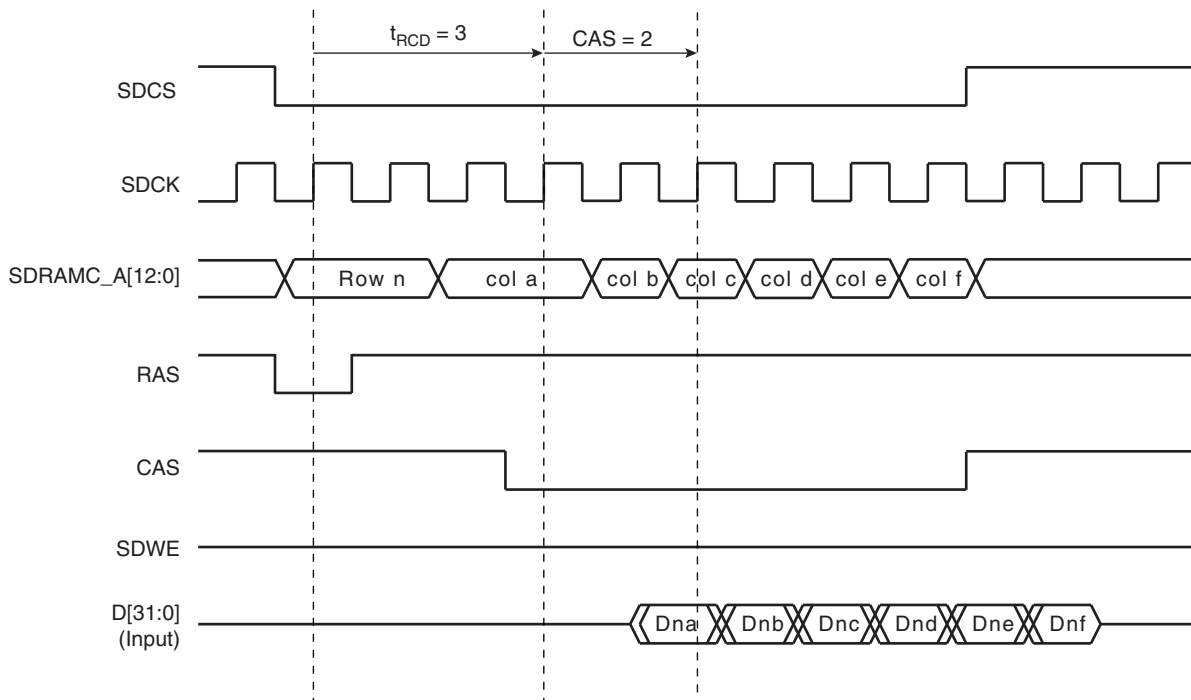 tRCD = 3
CAS = 2
SDCS
SDCK
SDRAMC_A[12:0]
Row n
col a
col b
col c
col d
col e
col f
RAS
CAS
SDWE
D[31:0]
(Input)
Dna
Dnb
Dnc
Dnd
Dne
Dnf